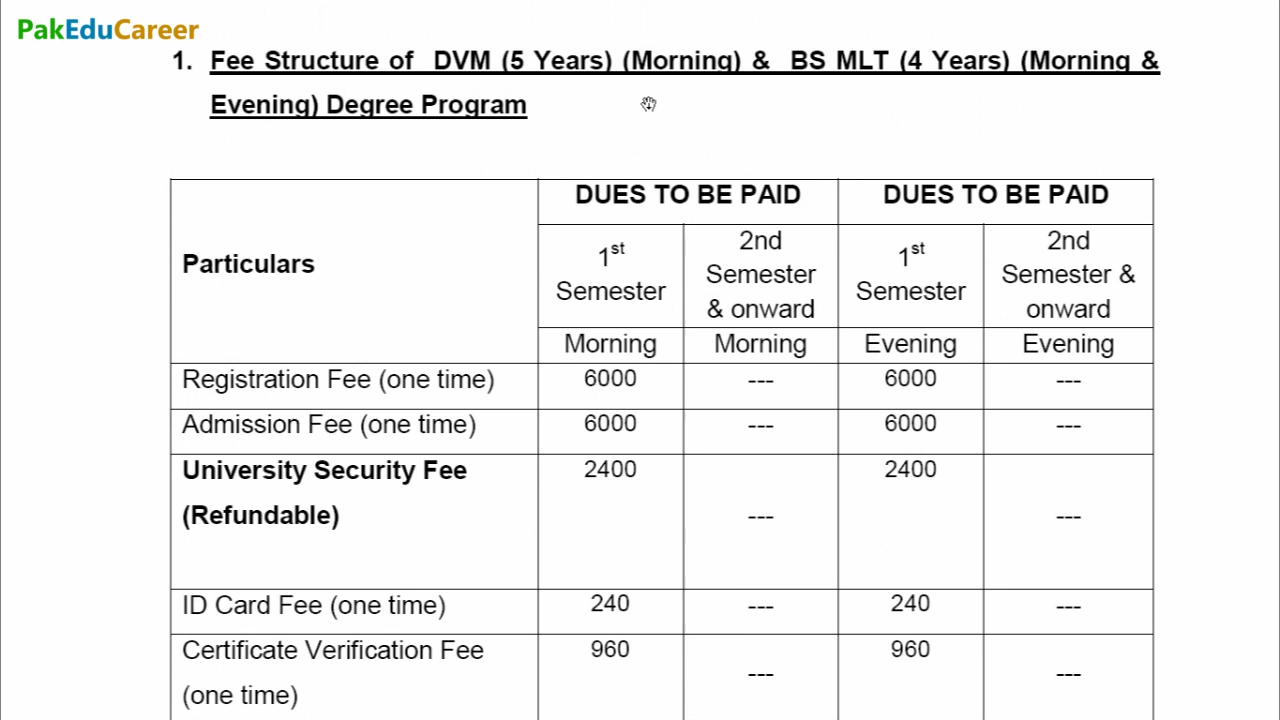 PakEduCareer
1. Fee Structure of DVM (5 Years) (Morning) & BS MLT (4 Years) (Morning &
Evening) Degree Program
Particulars
DUES TO BE PAID DUES TO BE PAID
1st Semester
2nd Semester & onward
1st Semester
2nd Semester & onward
Morning Morning Evening Evening
Registration Fee (one time) 6000 --- 6000 ---
Admission Fee (one time) 6000 --- 6000 ---
University Security Fee 2400 2400
(Refundable) --- ---
ID Card Fee (one time) 240 --- 240 ---
Certificate Verification Fee 960 --- 960 ---
(one time)